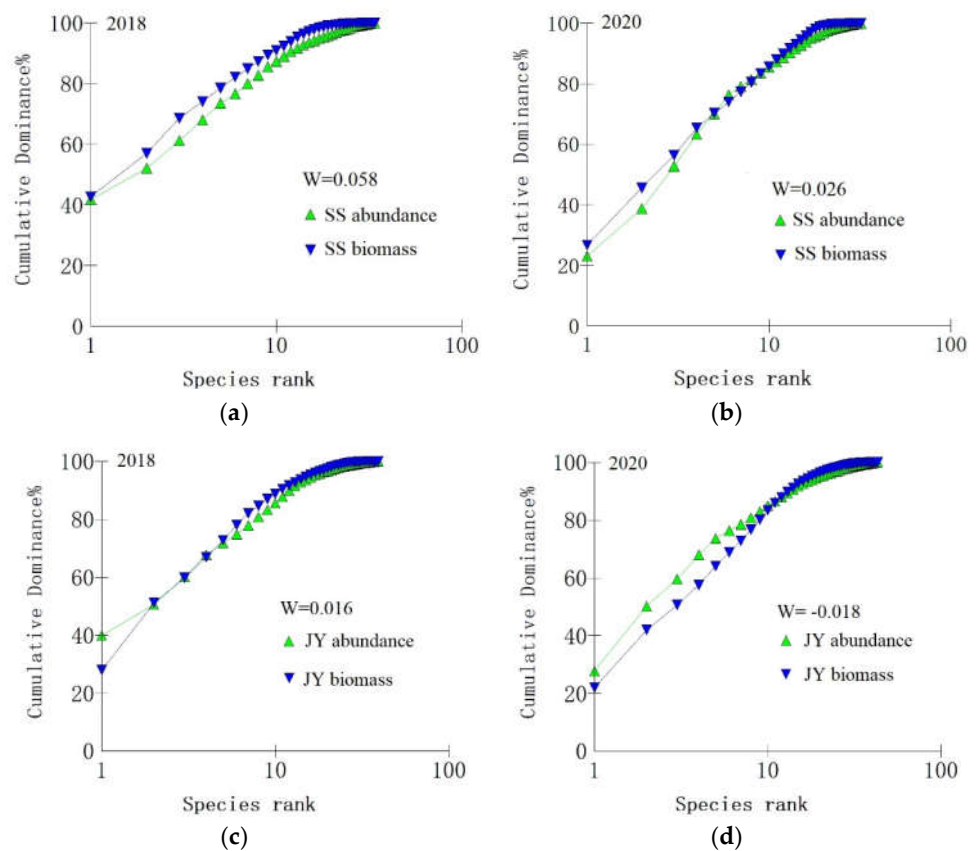 (a)
(b)
2018
Cumulative Dominance%
100
80
60
40
20
0
W=0.058
SS abundance
SS biomass
1
10
100
Species rank
2020
Cumulative Dominance%
100
80
60
40
20
0
W=0.026
SS abundance
SS biomass
1
10
100
Species rank
(a)
(b)
2018
Cumulative Dominance%
100
80
60
40
20
0
W=0.016
JY abundance
JY biomass
1
10
100
Species rank
2020
Cumulative Dominance%
100
80
60
40
20
0
W= -0.018
JY abundance
JY biomass
1
10
100
Species rank
(c)
(d)